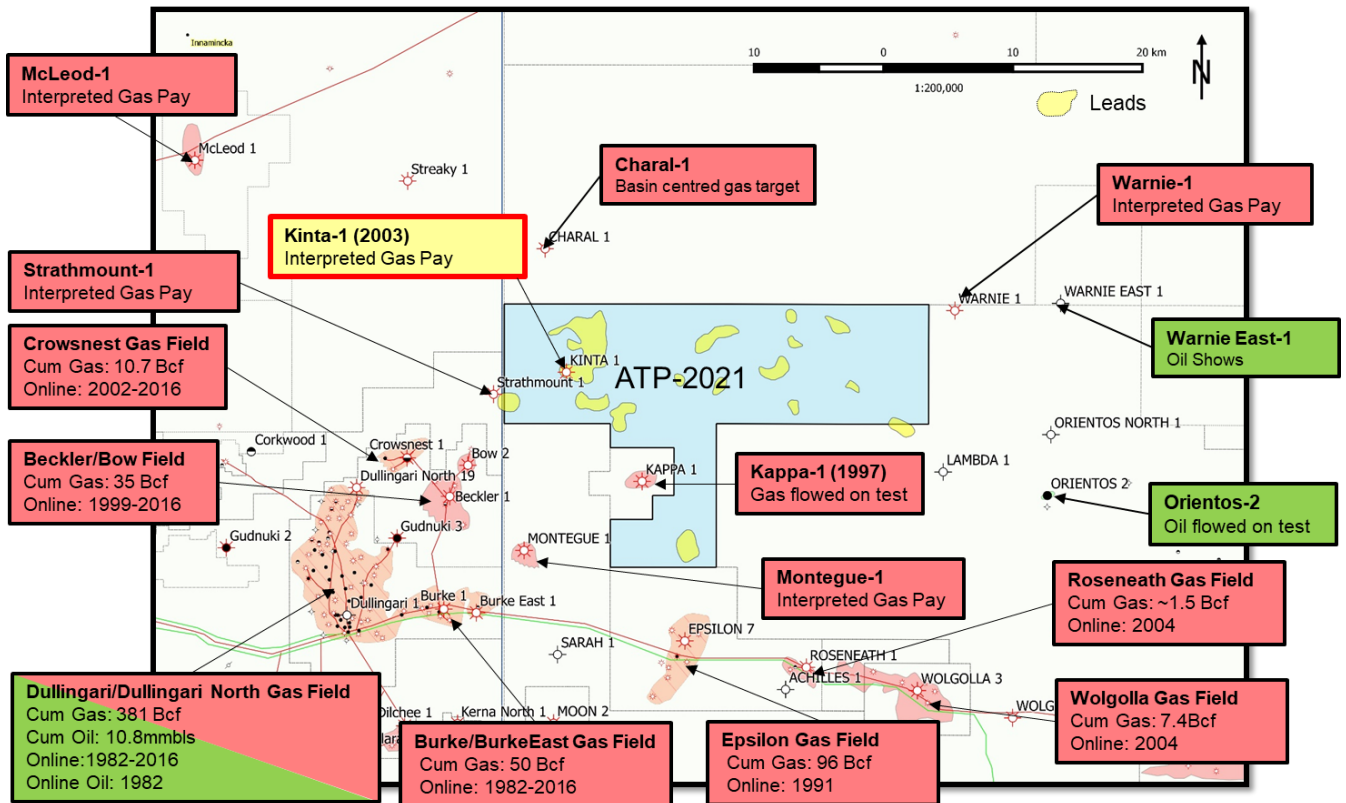 Innamincka
10 0 10 20 km
1:200,000
N
Leads
McLeod-1
Interpreted Gas Pay
McLeod 1
Streaky 1
Charal-1
Basin centred gas target
CHARAL 1
Warnie-1
Interpreted Gas Pay
WARNIE 1
WARNIE EAST 1
Kinta-1 (2003)
Interpreted Gas Pay
Strathmount-1
Interpreted Gas Pay
Warnie East-1
Oil Shows
Crowsnest Gas Field
Cum Gas: 10.7 Bcf
Online: 2002-2016
KINTA 1
ATP-2021
Strathmount 1
Corkwood 1
Crowsnest 1
Bow 2
ORIENTOS NORTH 1
Beckler/Bow Field
Cum Gas: 35 Bcf
Online: 1999-2016
Dullingari North 19
Beckler 1
KAPPA 1
Kappa-1 (1997)
Gas flowed on test
LAMBDA 1
ORIENTOS 2
Orientos-2
Oil flowed on test
Gudnuki 2
Gudnuki 3
MONTEGUE 1
Montegue-1
Interpreted Gas Pay
Roseneath Gas Field
Cum Gas: ~1.5 Bcf
Online: 2004
Dullingari 1
Burke 1
Burke East 1
SARAH 1
EPSILON 7
ROSENEATH 1
ACHILLES 1
WOLGOLLA 3
WOLG
Dullingari/Dullingari North Gas Field
Cum Gas: 381 Bcf
Cum Oil: 10.8mmbls
Online:1982-2016
Online Oil: 1982
Dilchee 1
Kerna North 1
MOON 2
Burke/BurkeEast Gas Field
Cum Gas: 50 Bcf
Online: 1982-2016
Epsilon Gas Field
Cum Gas: 96 Bcf
Online: 1991
Wolgolla Gas Field
Cum Gas: 7.4Bcf
Online: 2004